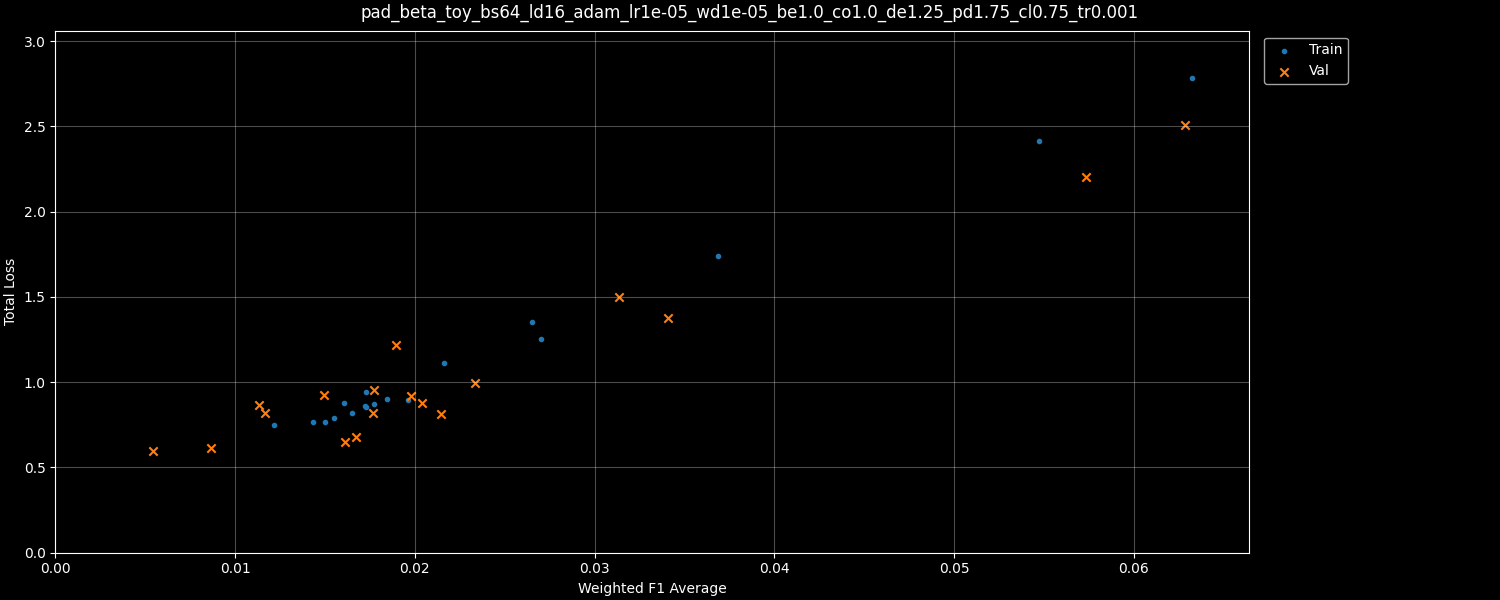 pad_beta_toy_bs64_ld16_adam_lr1e-05_wd1e-05_be1.0_co1.0_de1.25_pd1.75_cl0.75_tr0.001
Train
Val
3.0
2.5
2.0
1.5
1.0
0.5
0.0
Total Loss
0.00 0.01 0.02 0.03 0.04 0.05 0.06
Weighted F1 Average